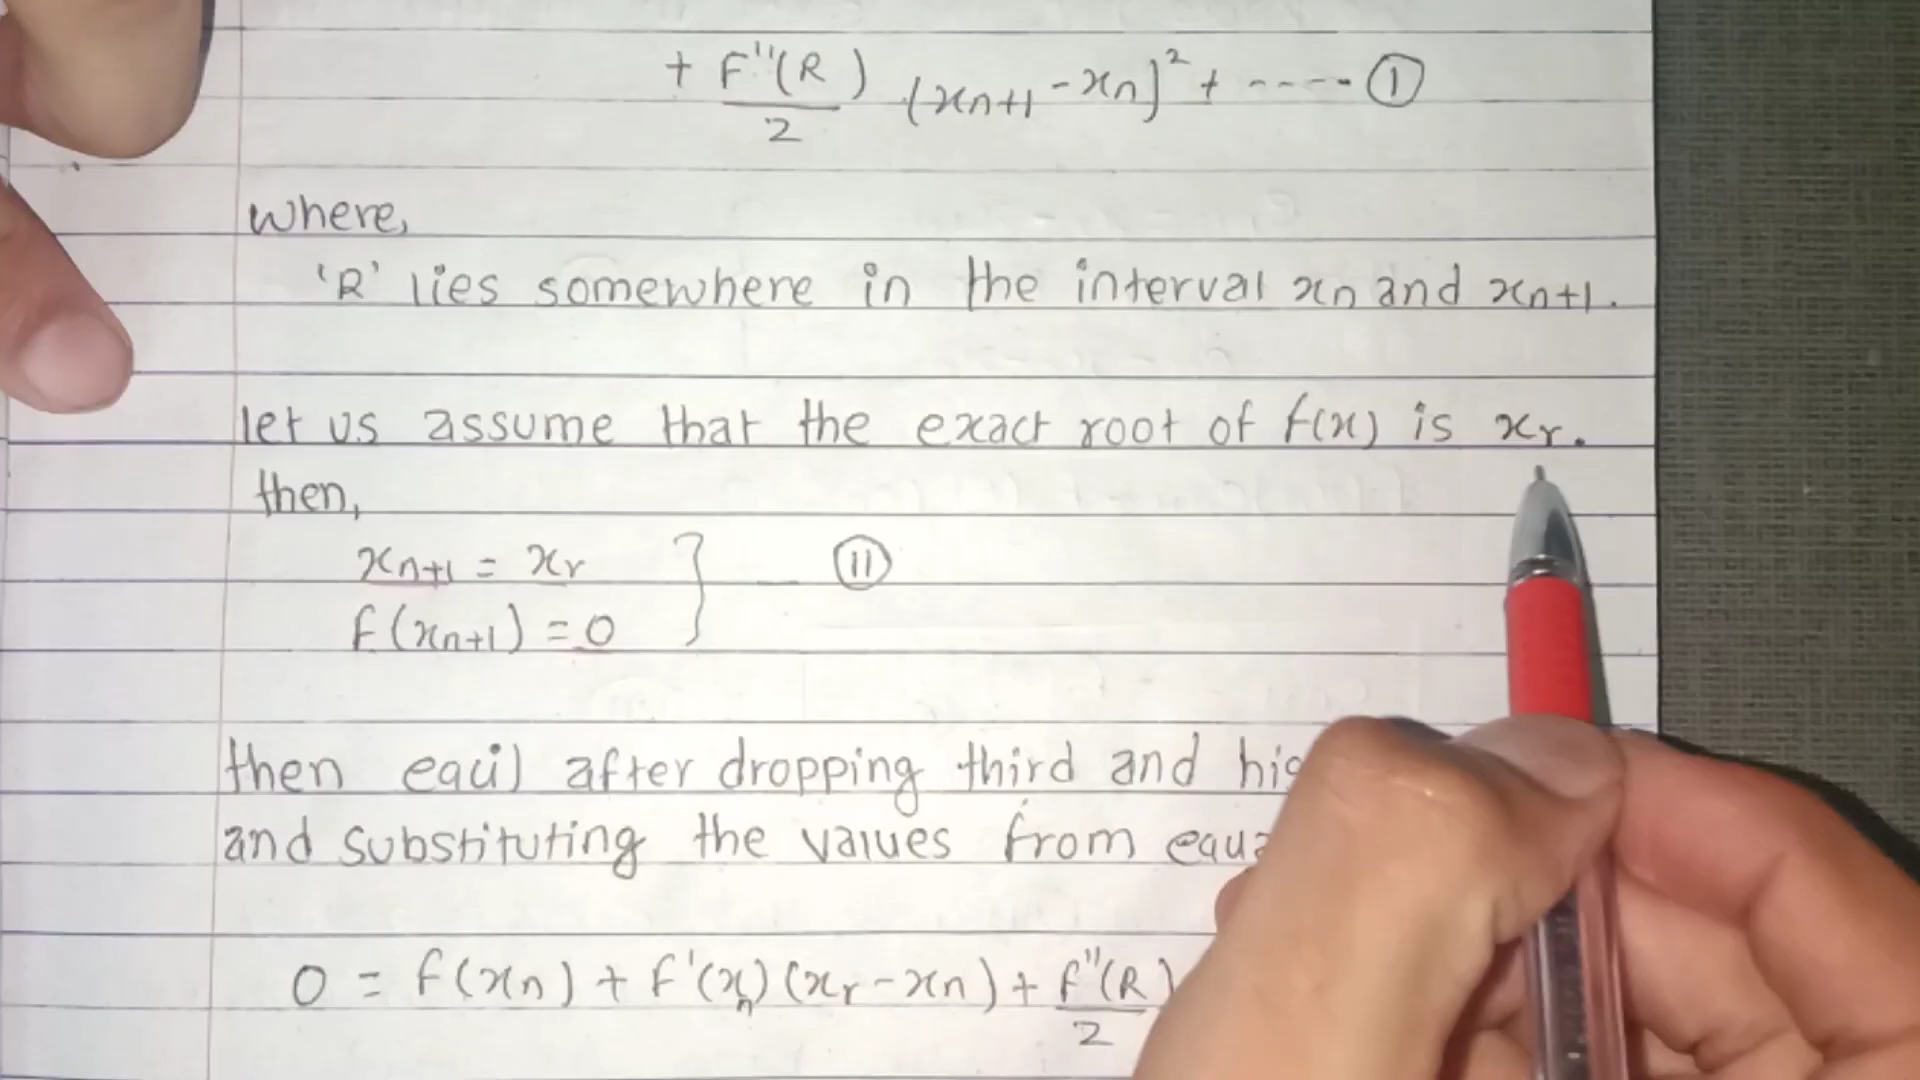 + F''(R)/2 (xn+1 - xn)² + ----- ①
where,
'R' lies somewhere in the interval xn and xn+1.
let us assume that the exact root of f(x) is xr.
then,
xn+1 = xr
f(xn+1) = 0 } — ⑪
then equ) after dropping third and
and substituting the values from
0 = f(xn) + f'(xn) (xr - xn) + f''(R)/2